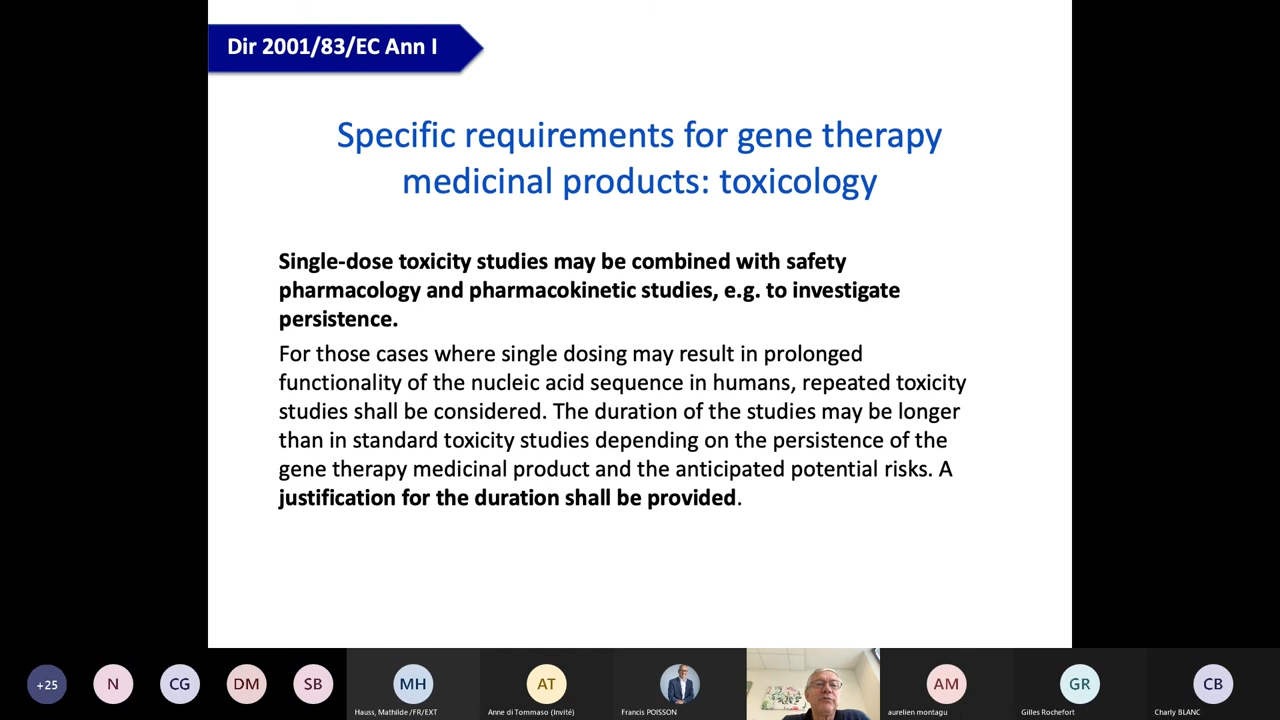 Dir 2001/83/EC Ann I
Specific requirements for gene therapy
medicinal products: toxicology
Single-dose toxicity studies may be combined with safety
pharmacology and pharmacokinetic studies, e.g. to investigate
persistence.
For those cases where single dosing may result in prolonged
functionality of the nucleic acid sequence in humans, repeated toxicity
studies shall be considered. The duration of the studies may be longer
than in standard toxicity studies depending on the persistence of the
gene therapy medicinal product and the anticipated potential risks. A
justification for the duration shall be provided.
+25
N
CG
DM
SB
MH
AT
AM
GR
CB
Hauss, Mathilde /FR/EXT
Anne di Tommaso (Invité)
Francis POISSON
aurelien montagu
Gilles Rochefort
Charly BLANC